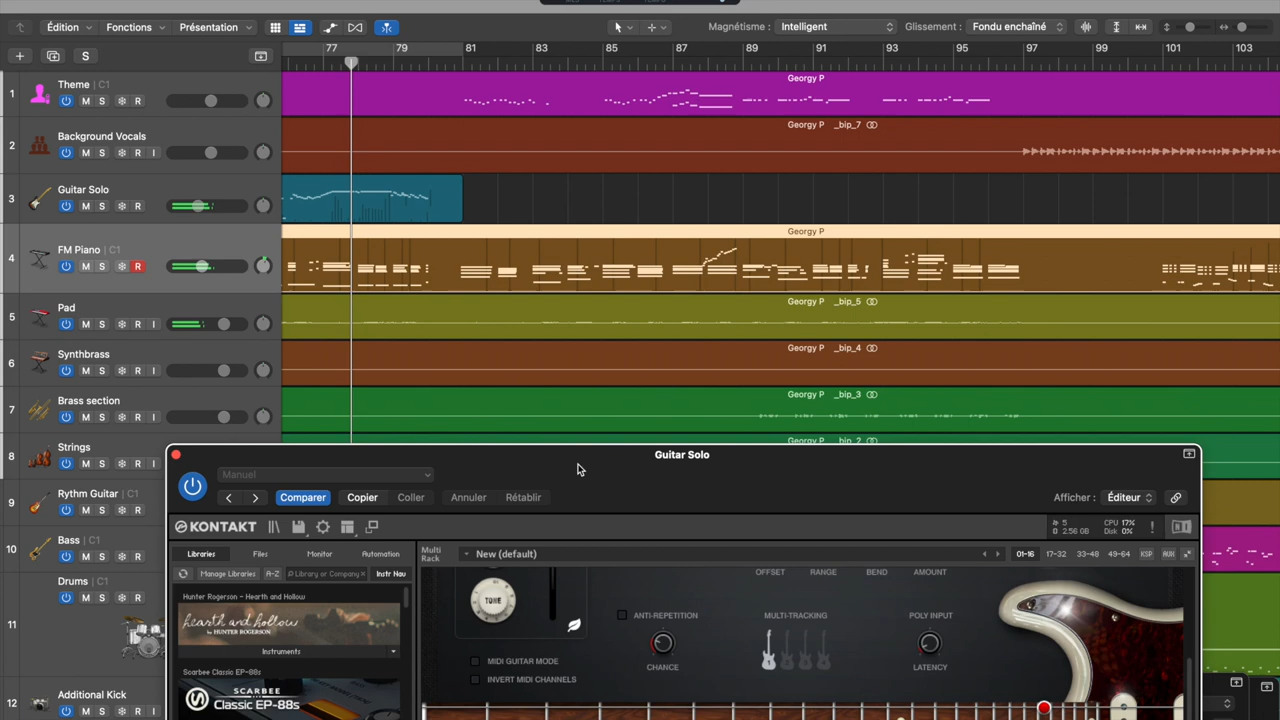 Édition
Fonctions
Présentation
Magnétisme : Intelligent
Glissement : Fondu enchaîné
S
77 79 81 83 85 87 89 91 93 95 97 99 101 103
1 Theme | C1
M S R
Georgy P
2 Background Vocals
M S R I
Georgy P _bip_7
3 Guitar Solo
M S R
4 FM Piano | C1
M S R
Georgy P
5 Pad
M S R I
Georgy P _bip_5
6 Synthbrass
M S R I
Georgy P _bip_4
7 Brass section
M S R I
Georgy P _bip_3
8 Strings
M S R I
Georgy P _bip_2
9 Rythm Guitar | C1
M S R
10 Bass | C1
M S R
11 Drums
M S R
12 Additional Kick
M S R I
Guitar Solo
Manuel
Comparer
Copier
Coller
Annuler
Rétablir
Afficher : Éditeur
KONTAKT
5
2.56 GB
CPU 17%
Disk 0%
!
Libraries
Files
Monitor
Automation
Multi Rack
New (default)
01-16 17-32 33-48 49-64 KSP AUX
Manage Libraries
A-Z
Library or Company
Instr Nav
Hunter Rogerson - Hearth and Hollow
hearth and hollow
by HUNTER ROGERSON
Instruments
Scarbee Classic EP-88s
SCARBEE
Classic EP-88s
OFFSET RANGE BEND AMOUNT
TONE
ANTI-REPETITION
MULTI-TRACKING
POLY INPUT
CHANCE
LATENCY
MIDI GUITAR MODE
INVERT MIDI CHANNELS